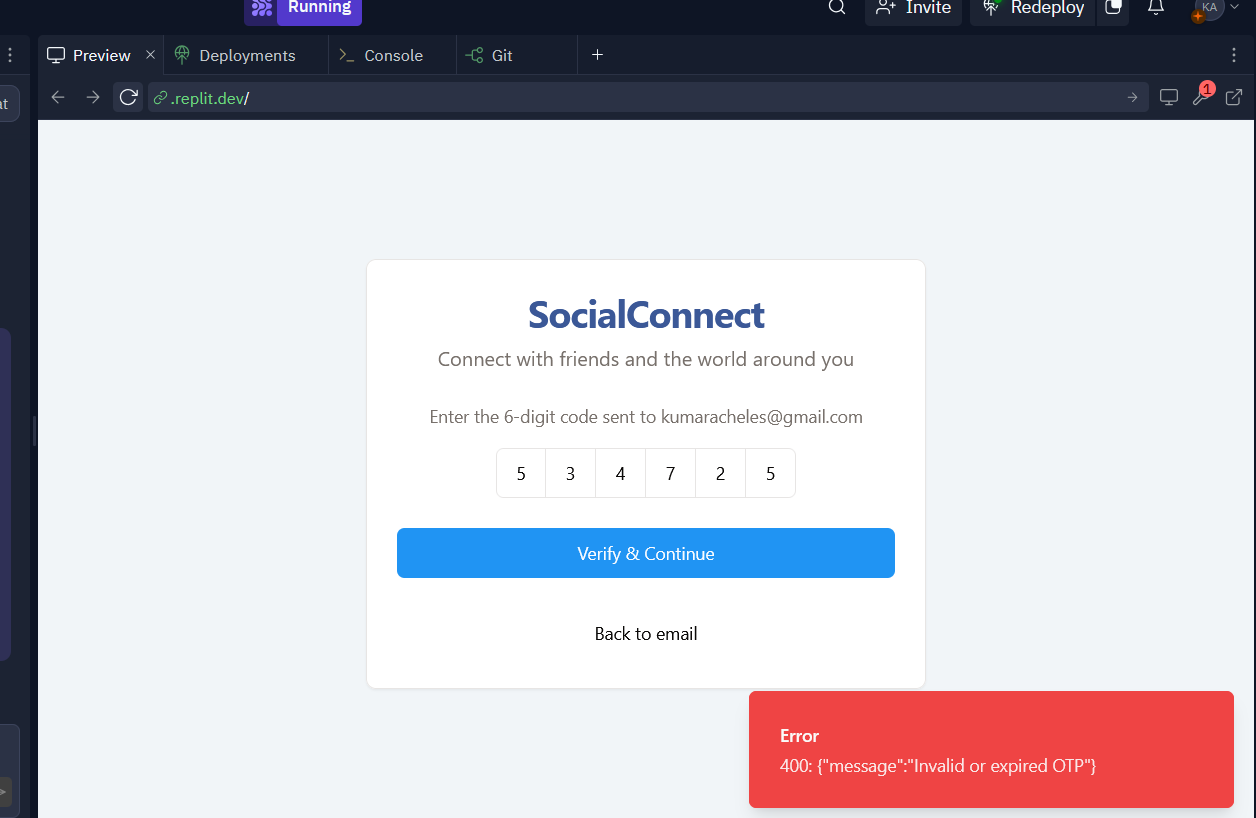 Running
Invite
Redeploy
KA
Preview
Deployments
Console
Git
at
.replit.dev/
1
SocialConnect
Connect with friends and the world around you
Enter the 6-digit code sent to kumaracheles@gmail.com
5 3 4 7 2 5
Verify & Continue
Back to email
Error
400: {"message":"Invalid or expired OTP"}